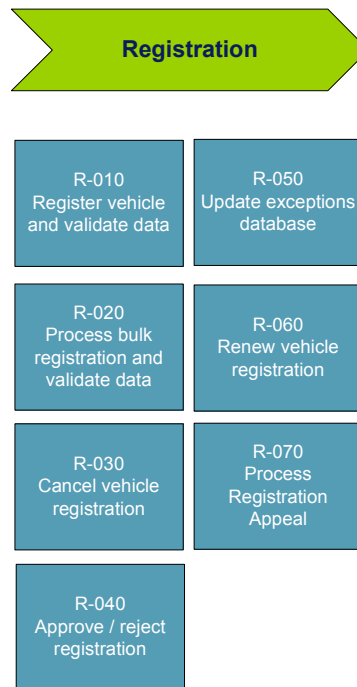 Registration
R-010
Register vehicle
and validate data
R-020
Process bulk
registration and
validate data
R-030
Cancel vehicle
registration
R-040
Approve / reject
registration
R-050
Update exceptions
database
R-060
Renew vehicle
registration
R-070
Process
Registration
Appeal